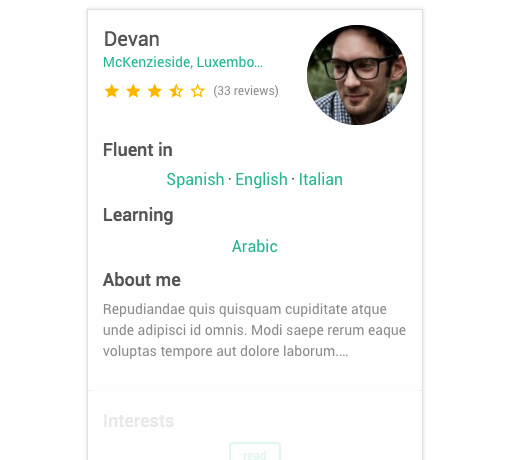 Devan
McKenzieside, Luxembo...
(33 reviews)
Fluent in
Spanish · English · Italian
Learning
Arabic
About me
Repudiandae quis quisquam cupiditate atque
unde adipisci id omnis. Modi saepe rerum eaque
voluptas tempore aut dolore laborum....
Interests
read